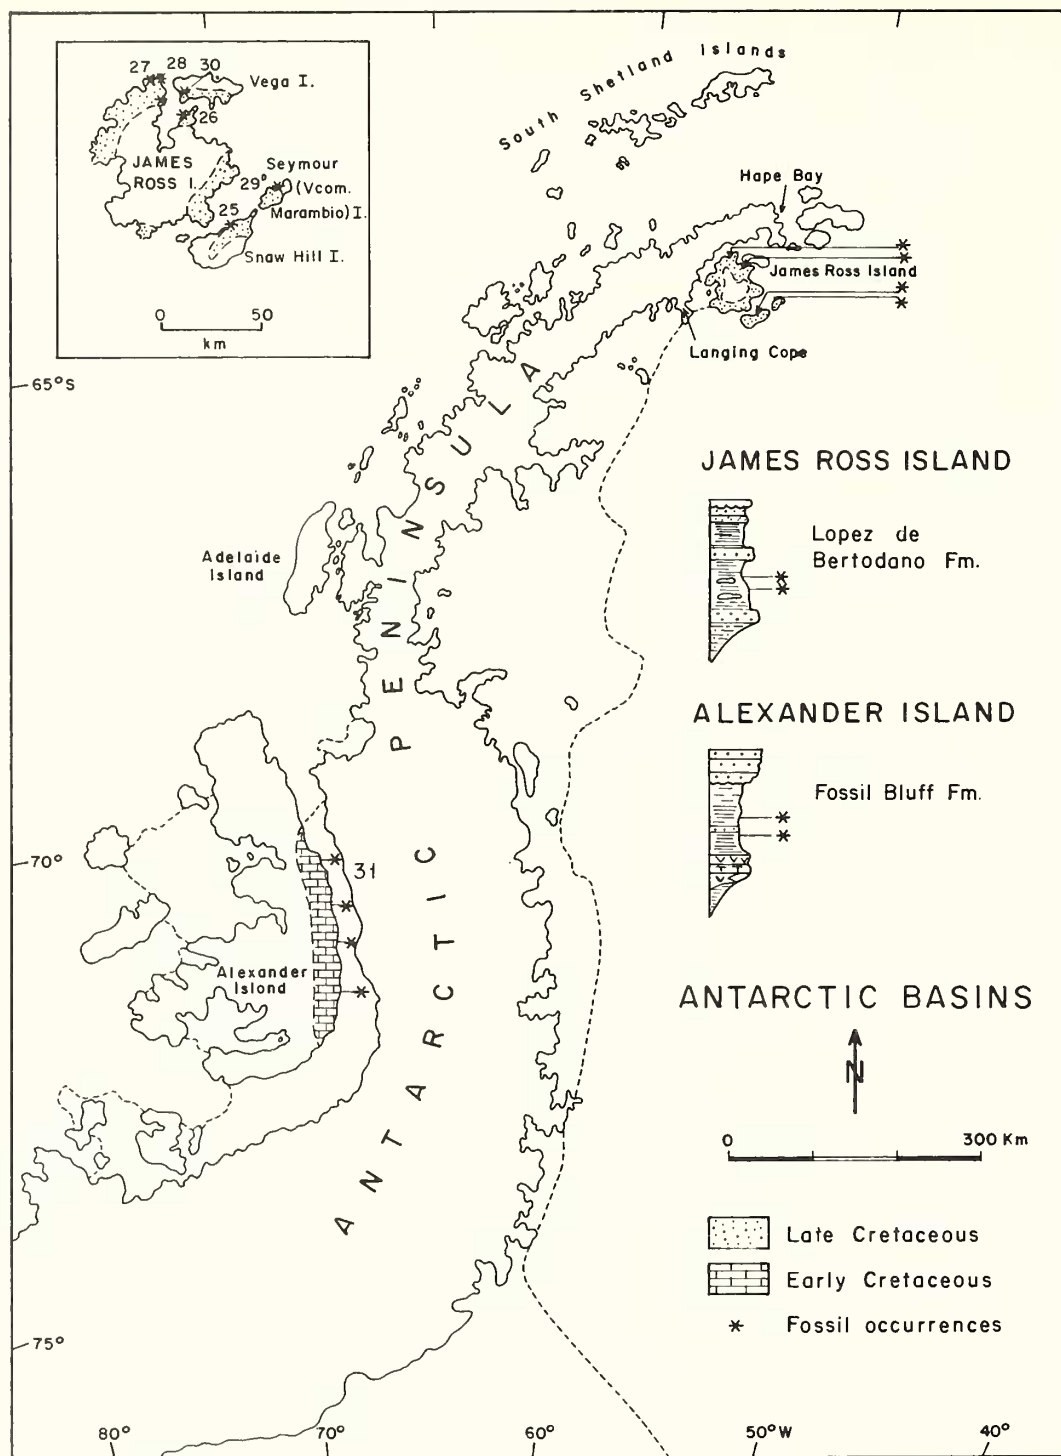 27 28 30
Vega I.
26
JAMES
ROSS I.
Seymour
29
(Vcom.
Marambio) I.
25
Snaw Hill I.
0 50
km
South Shetland Islands
Hape Bay
James Ross Island
Langing Cope
65°S
ANTARCTIC PENINSULA
Adelaide
Island
JAMES ROSS ISLAND
Lopez de
Bertodano Fm.
ALEXANDER ISLAND
Fossil Bluff Fm.
70°
31
Alexander
Islond
ANTARCTIC BASINS
N
0 300 Km
Late Cretaceous
Early Cretaceous
Fossil occurrences
75°
80° 70° 60° 50°W 40°